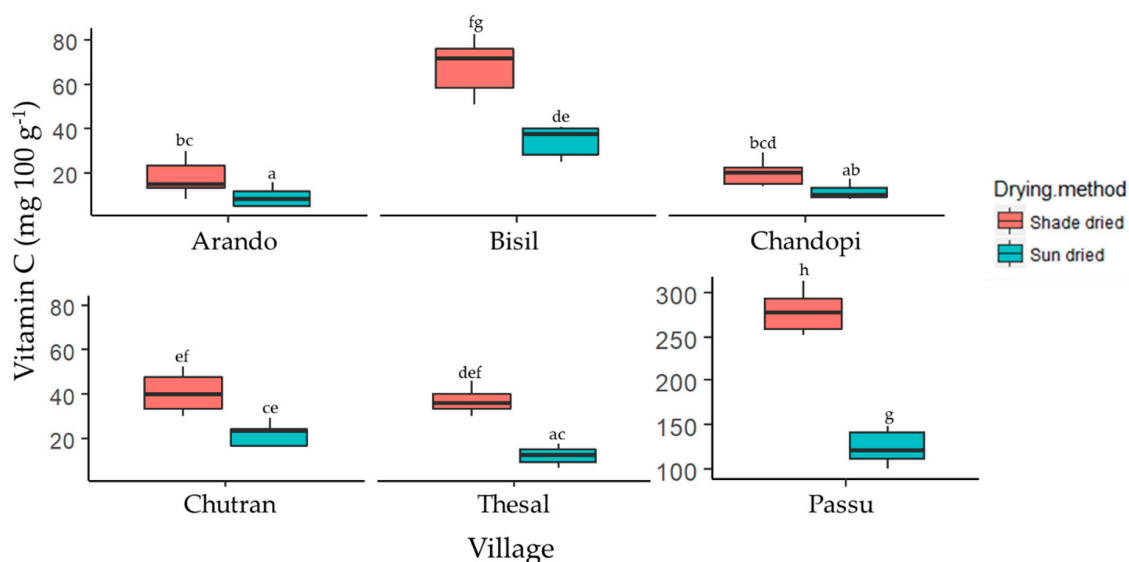 Vitamin C (mg 100 g⁻¹)
80
60
40
20
bc
a
Arando
fg
de
Bisil
bcd
ab
Chandopi
Drying.method
Shade dried
Sun dried
80
60
40
20
ef
ce
Chutran
def
ac
Thesal
300
250
200
150
100
h
g
Passu
Village